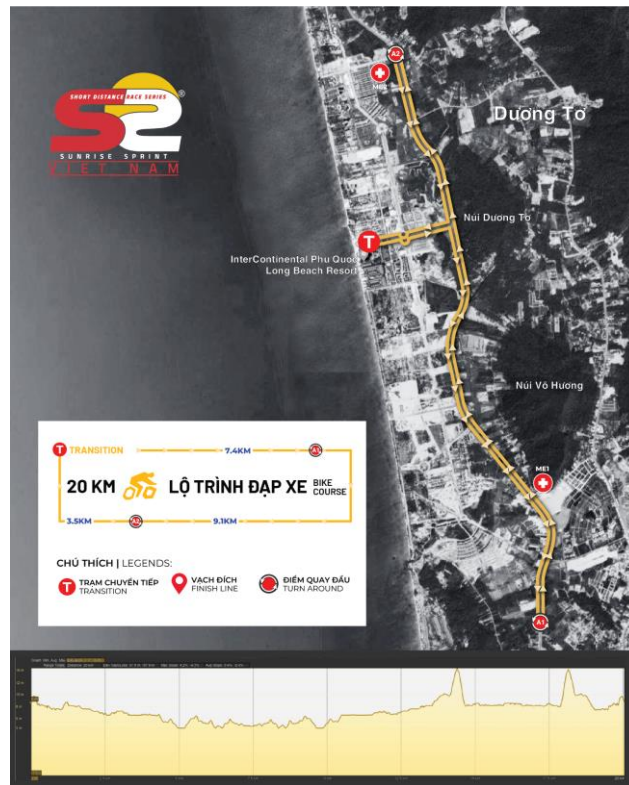 SHORT DISTANCE RACE SERIES
®
S2
SUNRISE SPRINT
VIET NAM
A2
ME2
Dương Tơ
Núi Dương Tơ
T
InterContinental Phu Quoc
Long Beach Resort
Núi Vô Hương
ME1
A1
T TRANSITION 7.4KM A1
20 KM LỘ TRÌNH ĐẠP XE BIKE COURSE
3.5KM A2 9.1KM
CHÚ THÍCH | LEGENDS:
T TRẠM CHUYỂN TIẾP
TRANSITION
VẠCH ĐÍCH
FINISH LINE
ĐIỂM QUAY ĐẦU
TURN AROUND